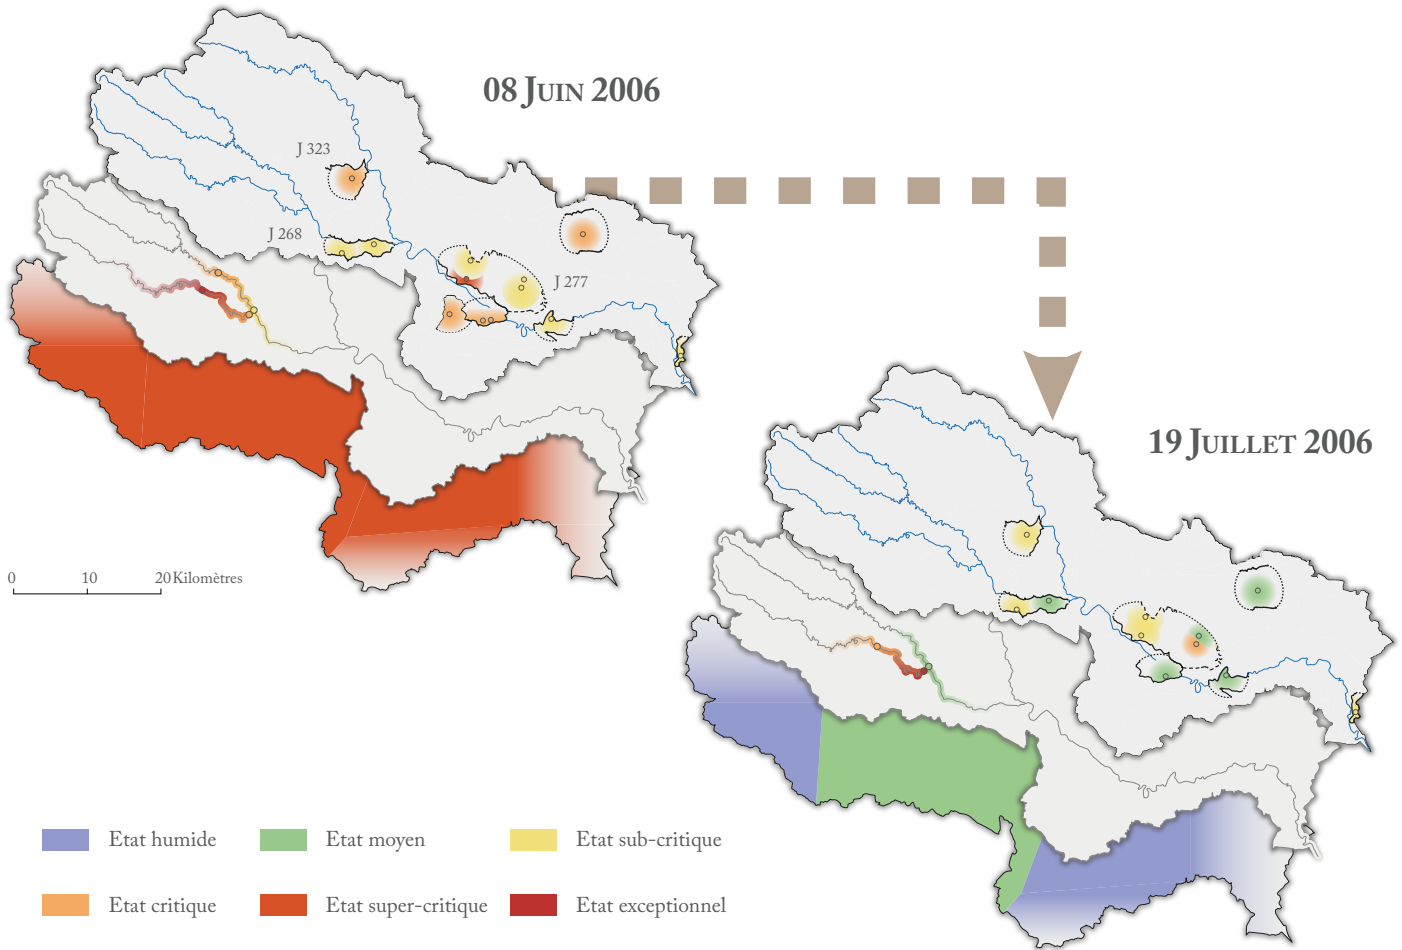 08 JUIN 2006
J 323
J 268
J 277
19 JUILLET 2006
0 10 20 Kilomètres
Etat humide
Etat moyen
Etat sub-critique
Etat critique
Etat super-critique
Etat exceptionnel